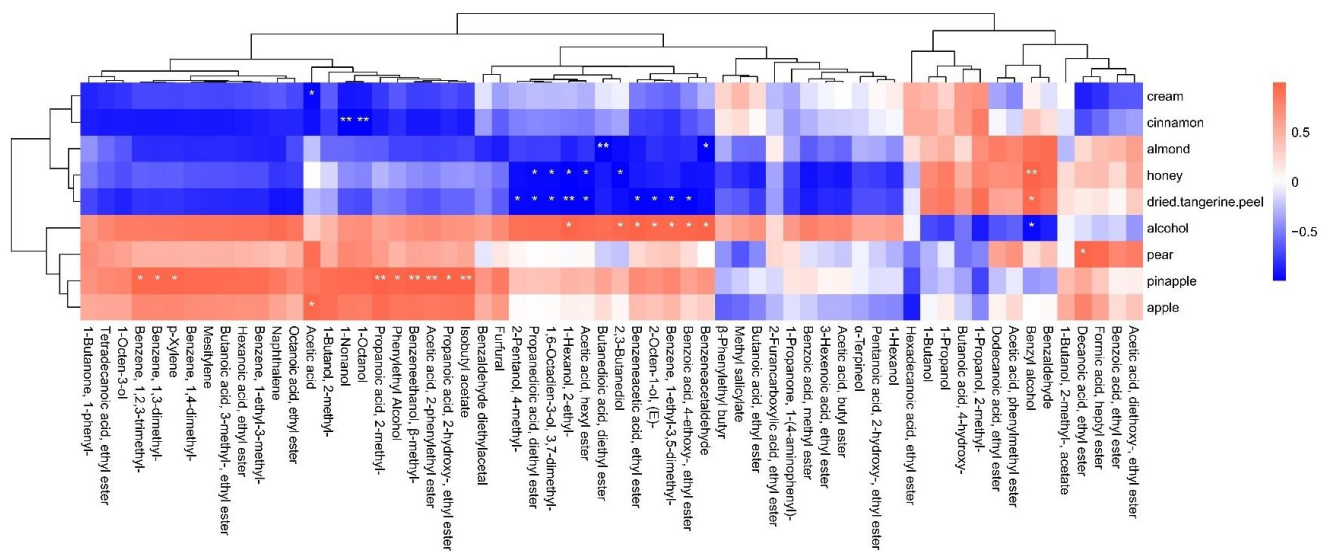 *
cream
** **
cinnamon
** *
almond
* * * * * **
honey
* * * ** * * * * * *
dried.tangerine.peel
* * * * * * * *
alcohol
*
pear
* * * ** * ** ** * **
pinapple
*
apple
0.5
0
−0.5
1-Butanone, 1-phenyl-
Tetradecanoic acid, ethyl ester
1-Octen-3-ol
Benzene, 1,2,3-trimethyl-
Benzene, 1,3-dimethyl-
p-Xylene
Benzene, 1,4-dimethyl-
Mesitylene
Butanoic acid, 3-methyl-, ethyl ester
Hexanoic acid, ethyl ester
Benzene, 1-ethyl-3-methyl-
Naphthalene
Octanoic acid, ethyl ester
Acetic acid
1-Butanol, 2-methyl-
1-Nonanol
1-Octanol
Propanoic acid, 2-methyl-
Phenylethyl Alcohol
Benzeneethanol, β-methyl-
Acetic acid, 2-phenylethyl ester
Propanoic acid, 2-hydroxy-, ethyl ester
Isobutyl acetate
Benzaldehyde diethylacetal
Furfural
2-Pentanol, 4-methyl-
Propanedioic acid, diethyl ester
1,6-Octadien-3-ol, 3,7-dimethyl-
1-Hexanol, 2-ethyl-
Acetic acid, hexyl ester
Butanedioic acid, diethyl ester
2,3-Butanediol
Benzeneacetic acid, ethyl ester
2-Octen-1-ol, (E)-
Benzene, 1-ethyl-3,5-dimethyl-
Benzoic acid, 4-ethoxy-, ethyl ester
Benzeneacetaldehyde
β-Phenylethyl butyr
Methyl salicylate
Butanoic acid, ethyl ester
2-Furancarboxylic acid, ethyl ester
1-Propanone, 1-(4-aminophenyl)-
Benzoic acid, methyl ester
3-Hexenoic acid, ethyl ester
Acetic acid, butyl ester
α-Terpineol
Pentanoic acid, 2-hydroxy-, ethyl ester
1-Hexanol
Hexadecanoic acid, ethyl ester
1-Butanol
1-Propanol
Butanoic acid, 4-hydroxy-
1-Propanol, 2-methyl-
Dodecanoic acid, ethyl ester
Acetic acid, phenylmethyl ester
Benzyl alcohol
Benzaldehyde
1-Butanol, 2-methyl-, acetate
Decanoic acid, ethyl ester
Formic acid, heptyl ester
Benzoic acid, ethyl ester
Acetic acid, diethoxy-, ethyl ester